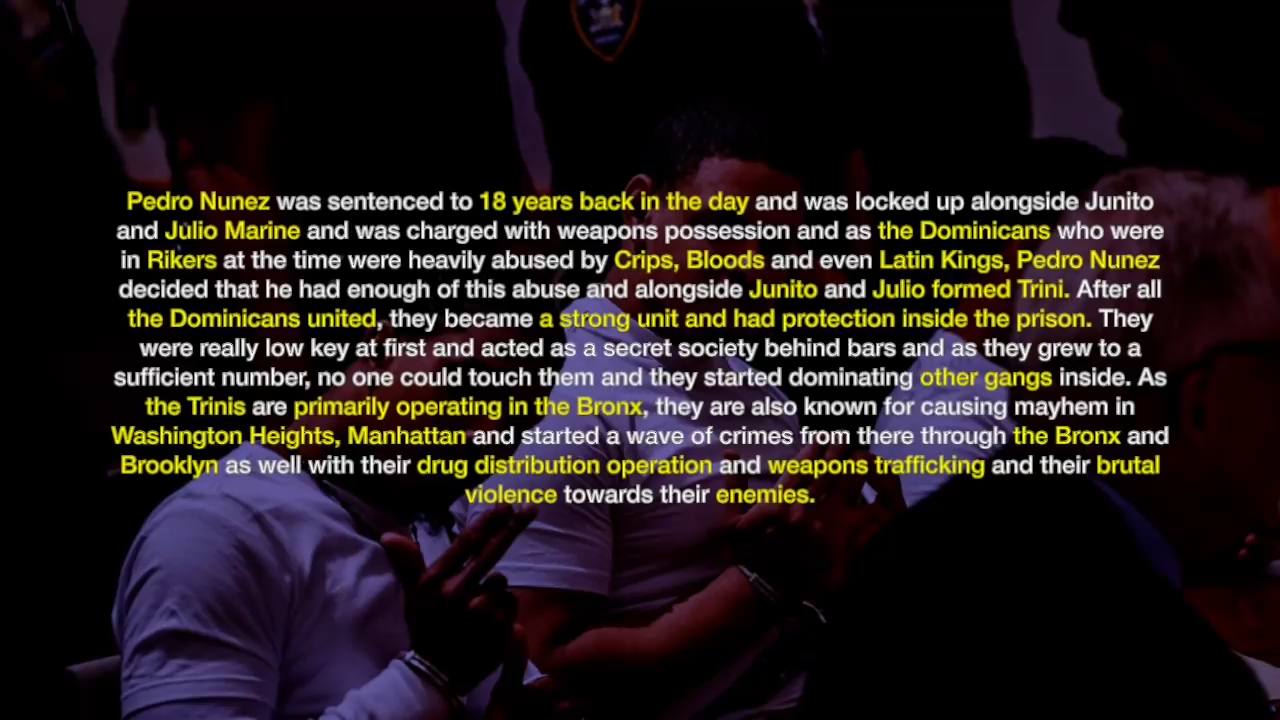 Pedro Nunez was sentenced to 18 years back in the day and was locked up alongside Junito
and Julio Marine and was charged with weapons possession and as the Dominicans who were
in Rikers at the time were heavily abused by Crips, Bloods and even Latin Kings, Pedro Nunez
decided that he had enough of this abuse and alongside Junito and Julio formed Trini. After all
the Dominicans united, they became a strong unit and had protection inside the prison. They
were really low key at first and acted as a secret society behind bars and as they grew to a
sufficient number, no one could touch them and they started dominating other gangs inside. As
the Trinis are primarily operating in the Bronx, they are also known for causing mayhem in
Washington Heights, Manhattan and started a wave of crimes from there through the Bronx and
Brooklyn as well with their drug distribution operation and weapons trafficking and their brutal
violence towards their enemies.